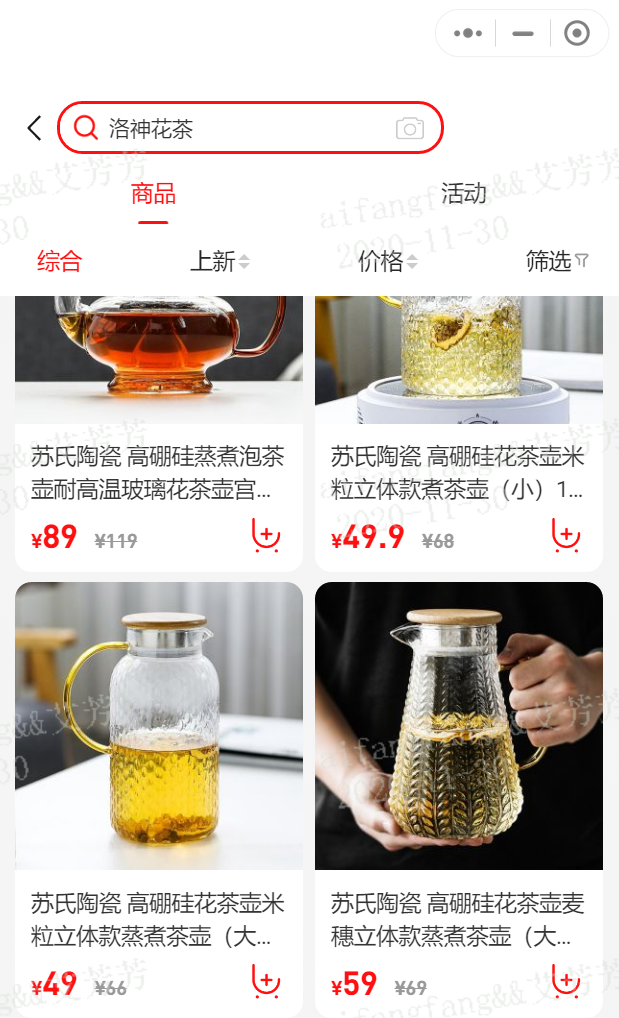 洛神花茶
商品
活动
综合
上新
价格
筛选
苏氏陶瓷 高硼硅蒸煮泡茶
壶耐高温玻璃花茶壶宫...
¥89 ¥119
苏氏陶瓷 高硼硅花茶壶米
粒立体款煮茶壶（小）1...
¥49.9 ¥68
苏氏陶瓷 高硼硅花茶壶米
粒立体款蒸煮茶壶（大...
¥49 ¥66
苏氏陶瓷 高硼硅花茶壶麦
穗立体款蒸煮茶壶（大...
¥59 ¥69
aifangfang&&艾芳芳
2020-11-30